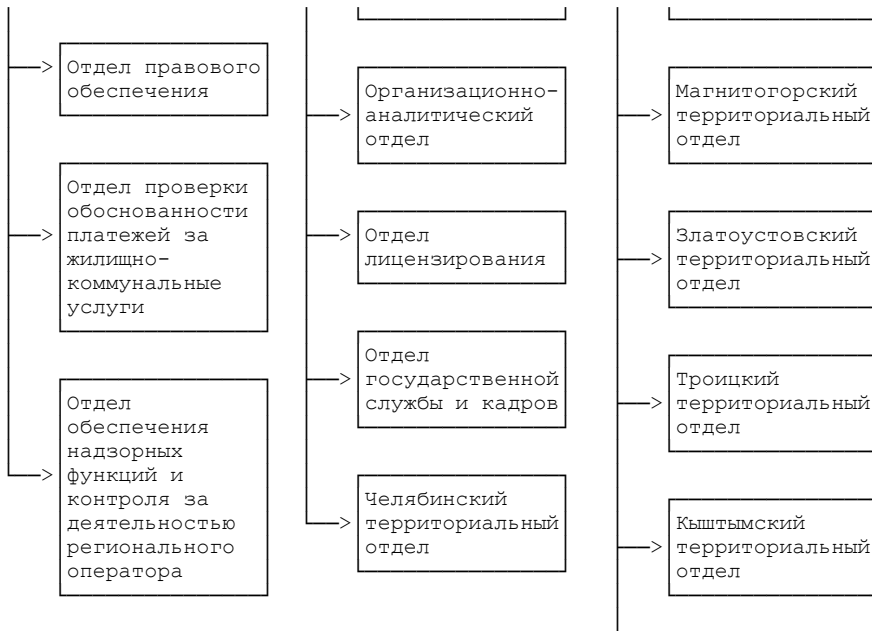 Отдел правового
обеспечения
Отдел проверки
обоснованности
платежей за
жилищно-
коммунальные
услуги
Отдел
обеспечения
надзорных
функций и
контроля за
деятельностью
регионального
оператора
Организационно-
аналитический
отдел
Отдел
лицензирования
Отдел
государственной
службы и кадров
Челябинский
территориальный
отдел
Магнитогорский
территориальный
отдел
Златоустовский
территориальный
отдел
Троицкий
территориальный
отдел
Кыштымский
территориальный
отдел